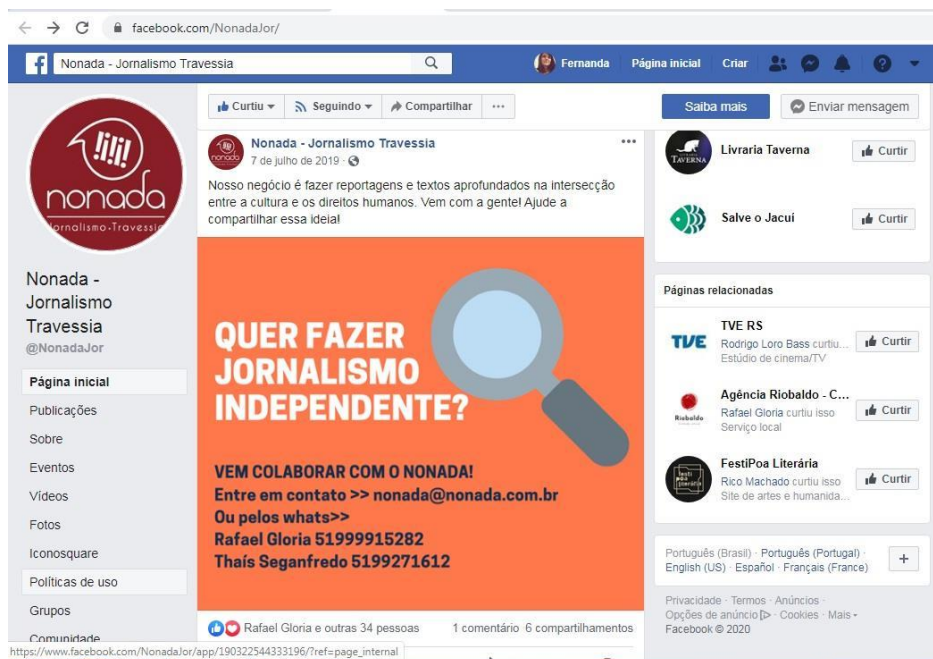 facebook.com/NonadaJor/
Nonada - Jornalismo Travessia
Fernanda
Página inicial
Criar
Curtiu
Seguindo
Compartilhar
Saiba mais
Enviar mensagem
nonada
Jornalismo-Travessia
Nonada -
Jornalismo
Travessia
@NonadaJor
Página inicial
Publicações
Sobre
Eventos
Vídeos
Fotos
Iconosquare
Políticas de uso
Grupos
Comunidade
Nonada - Jornalismo Travessia
7 de julho de 2019 ·
Nosso negócio é fazer reportagens e textos aprofundados na intersecção
entre a cultura e os direitos humanos. Vem com a gente! Ajude a
compartilhar essa ideia!
QUER FAZER
JORNALISMO
INDEPENDENTE?
VEM COLABORAR COM O NONADA!
Entre em contato >> nonada@nonada.com.br
Ou pelos whats>>
Rafael Gloria 51999915282
Thaís Seganfredo 5199271612
Rafael Gloria e outras 34 pessoas
1 comentário 6 compartilhamentos
TAVERNA
Livraria Taverna
Curtir
Salve o Jacuí
Curtir
Páginas relacionadas
TVE
TVE RS
Rodrigo Loro Bass curtiu...
Estúdio de cinema/TV
Curtir
Riobaldo
Agência Riobaldo - C...
Rafael Gloria curtiu isso
Serviço local
Curtir
festi
poa
literária
FestiPoa Literária
Rico Machado curtiu isso
Site de artes e humanida...
Curtir
Português (Brasil) · Português (Portugal) ·
English (US) · Español · Français (France)
Privacidade · Termos · Anúncios ·
Opções de anúncio · Cookies · Mais
Facebook © 2020
https://www.facebook.com/NonadaJor/app/190322544333196/?ref=page_internal